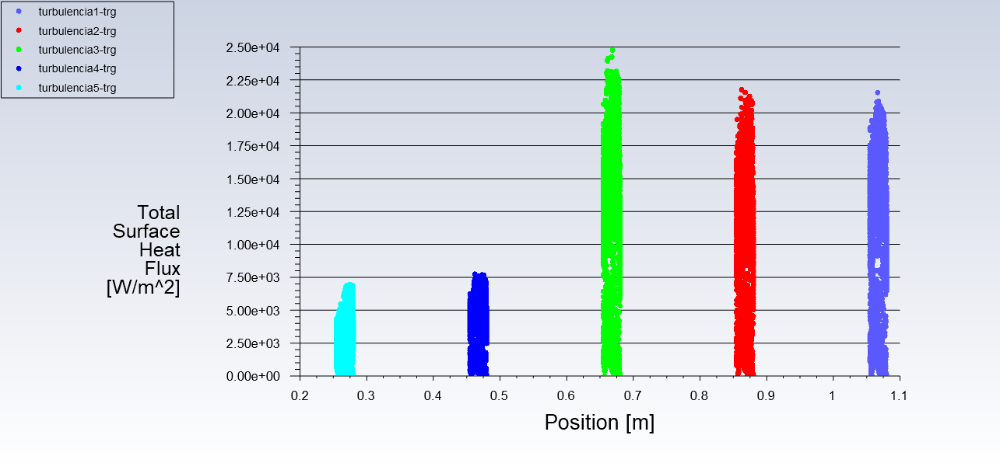 turbulencia1-trg
turbulencia2-trg
turbulencia3-trg
turbulencia4-trg
turbulencia5-trg
2.50e+04
2.25e+04
2.00e+04
1.75e+04
1.50e+04
1.25e+04
1.00e+04
7.50e+03
5.00e+03
2.50e+03
0.00e+00
Total
Surface
Heat
Flux
[W/m^2]
0.2 0.3 0.4 0.5 0.6 0.7 0.8 0.9 1 1.1
Position [m]